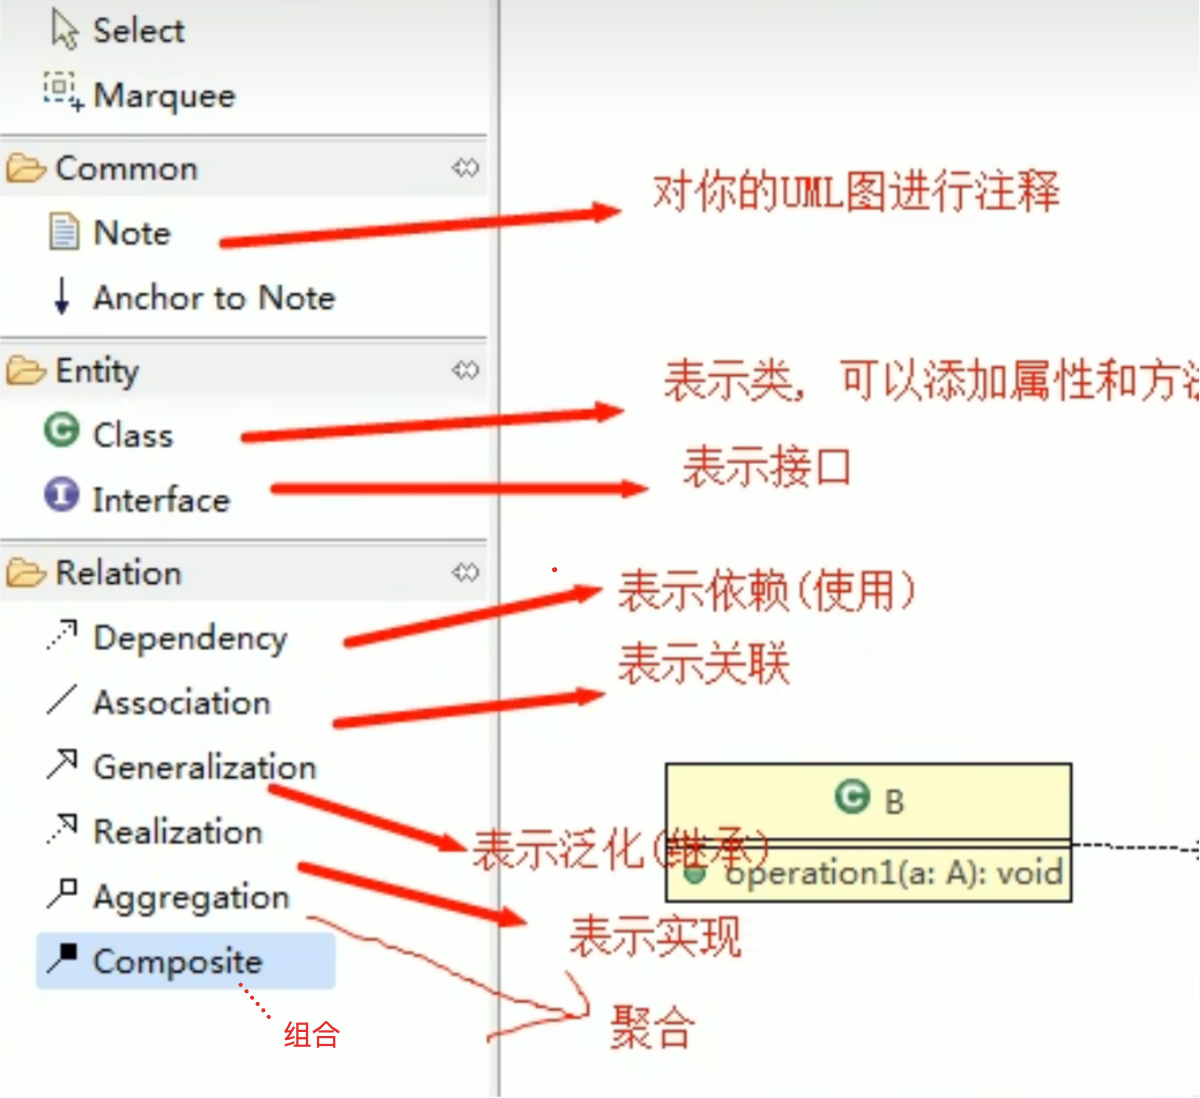 Select
Marquee
Common
对你的UML图进行注释
Note
Anchor to Note
Entity
表示类, 可以添加属性和方法
Class
表示接口
Interface
Relation
表示依赖(使用)
Dependency
表示关联
Association
Generalization
B
Realization
表示泛化(继承)
operation1(a: A): void
Aggregation
表示实现
Composite
组合
聚合